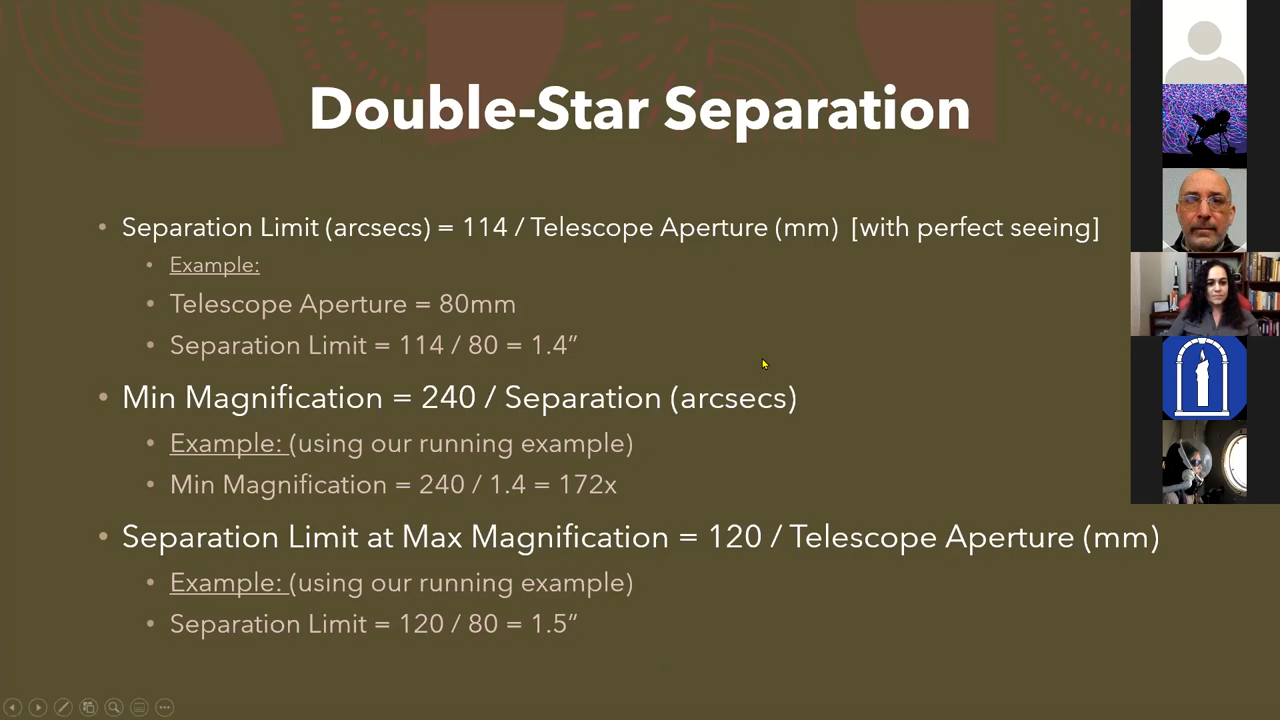 Double-Star Separation
• Separation Limit (arcsecs) = 114 / Telescope Aperture (mm) [with perfect seeing]
• Example:
• Telescope Aperture = 80mm
• Separation Limit = 114 / 80 = 1.4”
• Min Magnification = 240 / Separation (arcsecs)
• Example: (using our running example)
• Min Magnification = 240 / 1.4 = 172x
• Separation Limit at Max Magnification = 120 / Telescope Aperture (mm)
• Example: (using our running example)
• Separation Limit = 120 / 80 = 1.5”